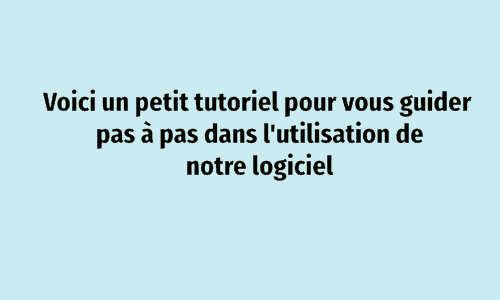 Voici un petit tutoriel pour vous guider
pas à pas dans l'utilisation de
notre logiciel